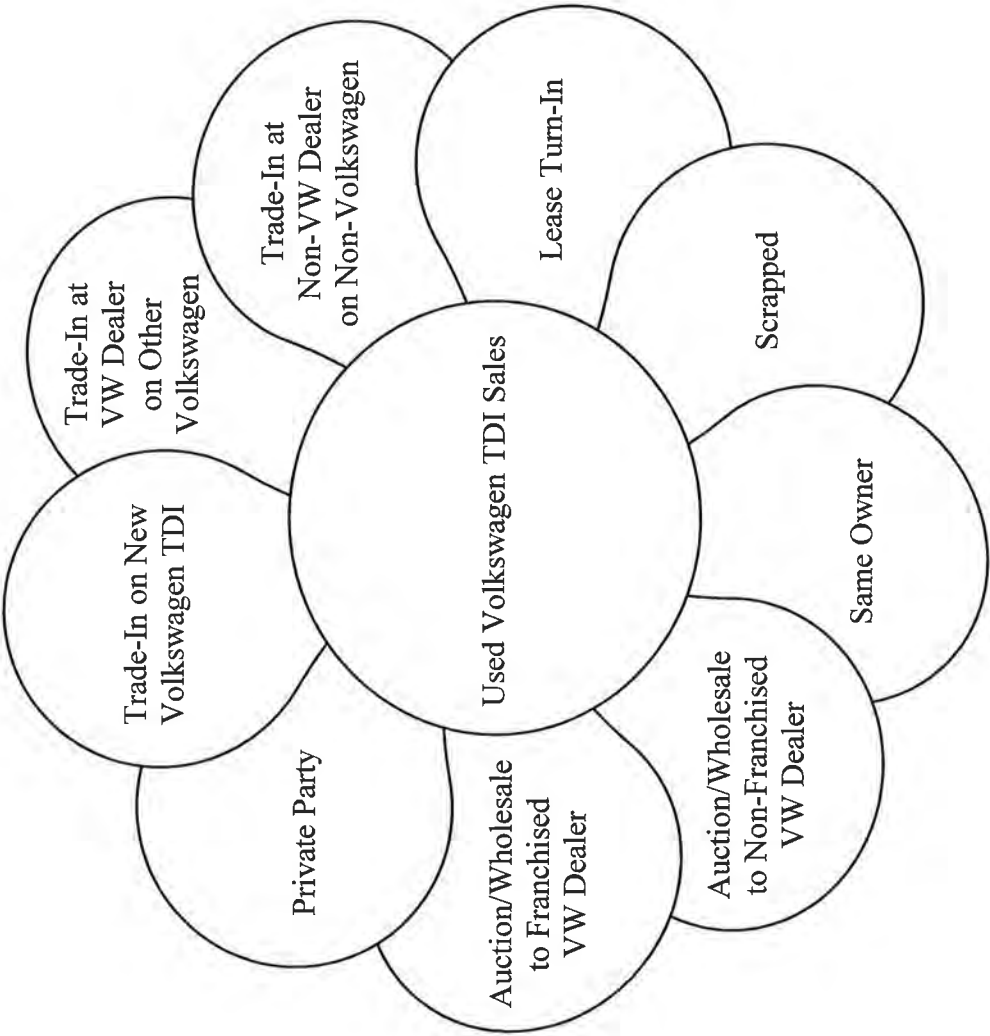 Trade-In on New
Volkswagen TDI
Trade-In at
VW Dealer
on Other
Volkswagen
Trade-In at
Non-VW Dealer
on Non-Volkswagen
Lease Turn-In
Scrapped
Same Owner
Auction/Wholesale
to Non-Franchised
VW Dealer
Auction/Wholesale
to Franchised
VW Dealer
Private Party
Used Volkswagen TDI Sales